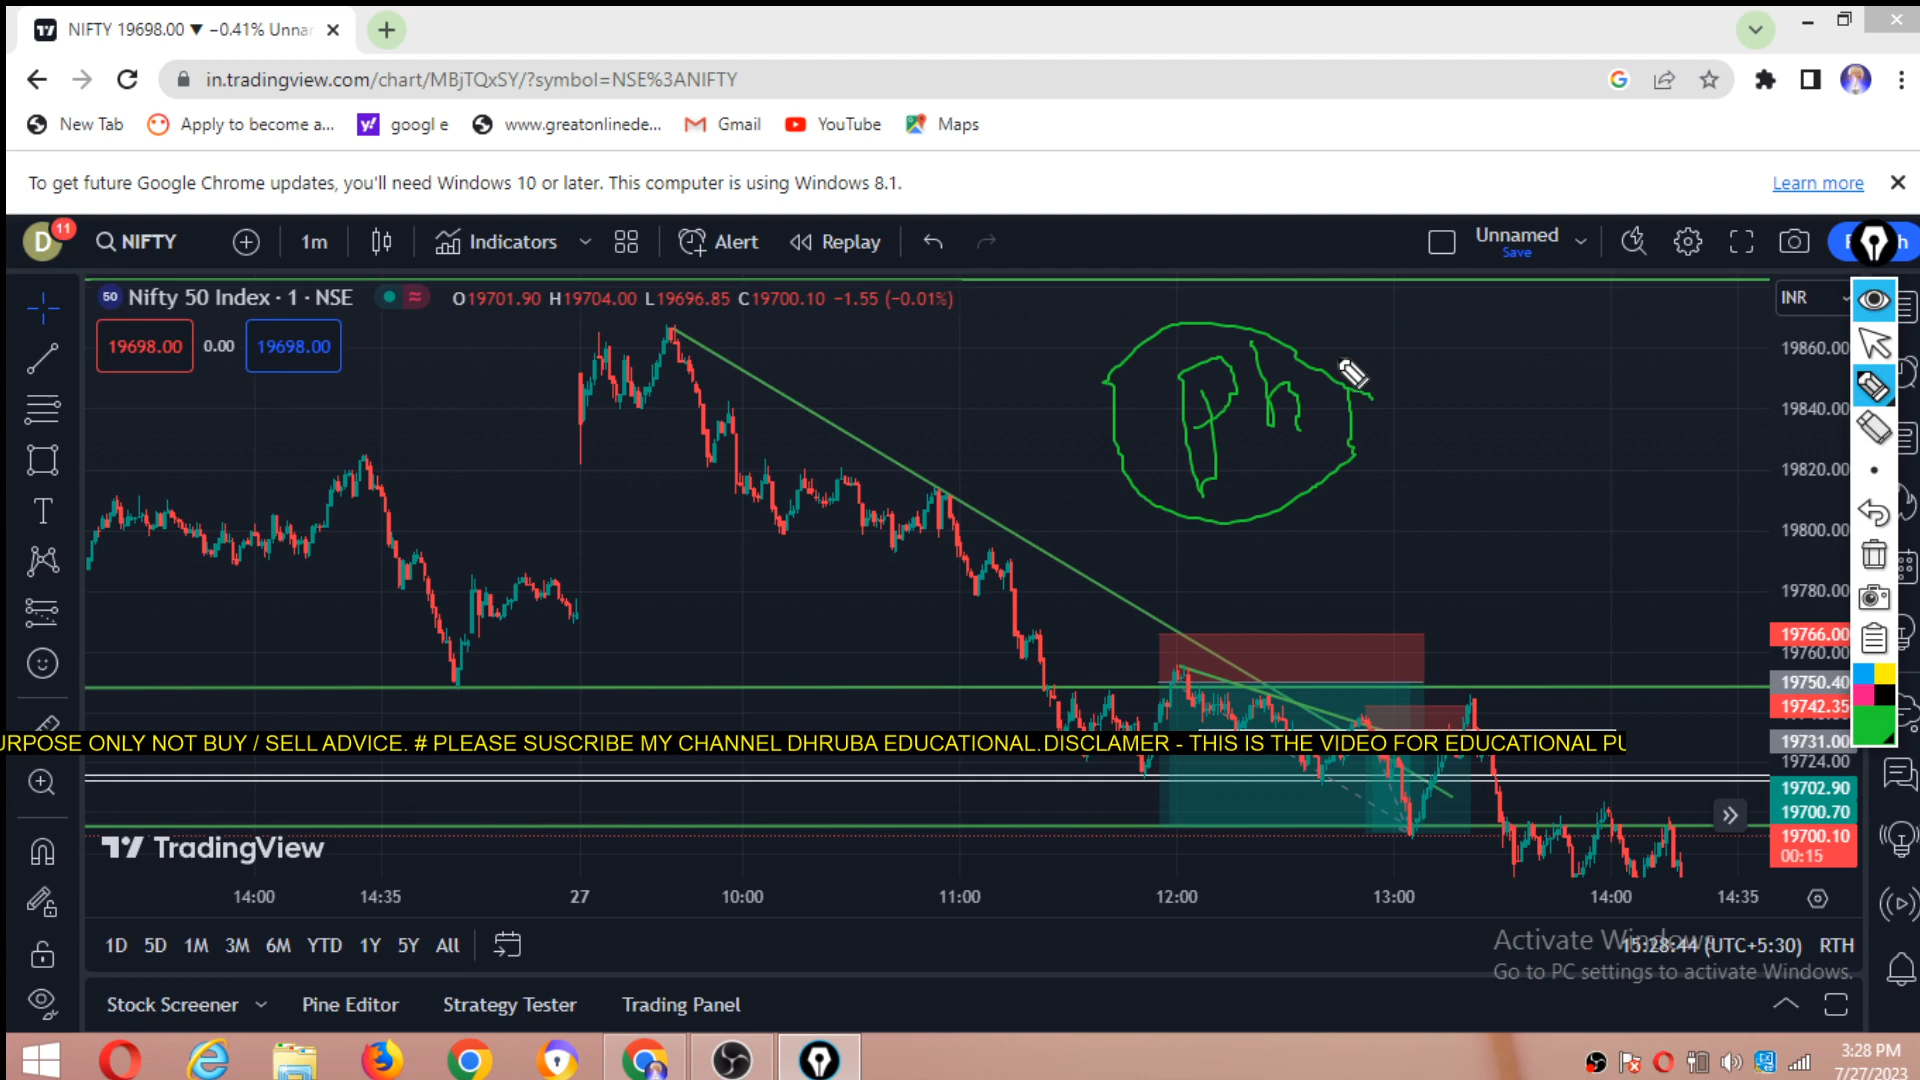 NIFTY 19698.00 ▼ −0.41% Unnar
in.tradingview.com/chart/MBjTQxSY/?symbol=NSE%3ANIFTY
New Tab Apply to become a... googl e www.greatonlinede... Gmail YouTube Maps
To get future Google Chrome updates, you'll need Windows 10 or later. This computer is using Windows 8.1. Learn more
D 11 NIFTY 1m Indicators Alert Replay Unnamed
Save
50 Nifty 50 Index · 1 · NSE O19701.90 H19704.00 L19696.85 C19700.10 −1.55 (−0.01%) INR
19698.00 0.00 19698.00
Ph
19860.00
19840.00
19820.00
19800.00
19780.00
19766.00
19760.00
19750.40
19742.35
URPOSE ONLY NOT BUY / SELL ADVICE. # PLEASE SUSCRIBE MY CHANNEL DHRUBA EDUCATIONAL.DISCLAMER - THIS IS THE VIDEO FOR EDUCATIONAL PU
19731.00
19724.00
19702.90
19700.70
19700.10
00:15
TradingView
14:00 14:35 27 10:00 11:00 12:00 13:00 14:00 14:35
1D 5D 1M 3M 6M YTD 1Y 5Y All 15:28:44 (UTC+5:30) RTH
Activate Windows
Go to PC settings to activate Windows.
Stock Screener Pine Editor Strategy Tester Trading Panel
3:28 PM
7/27/2023